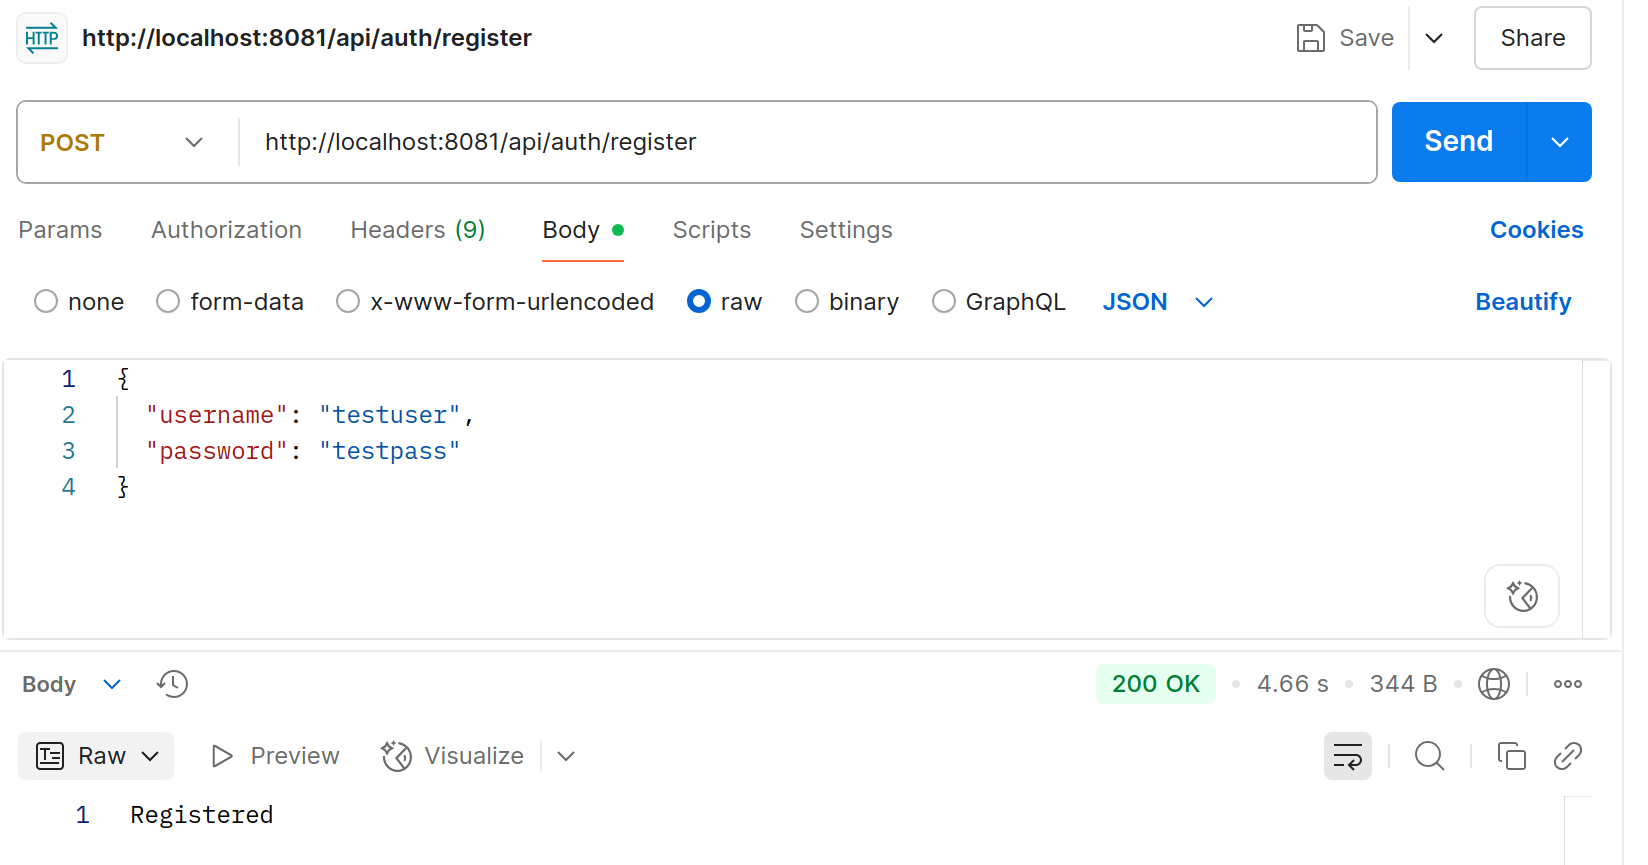 HTTP http://localhost:8081/api/auth/register Save Share
POST http://localhost:8081/api/auth/register Send
Params Authorization Headers (9) Body Scripts Settings Cookies
none form-data x-www-form-urlencoded raw binary GraphQL JSON Beautify
1 {
2 "username": "testuser",
3 "password": "testpass"
4 }
Body 200 OK 4.66 s 344 B
Raw Preview Visualize
1 Registered